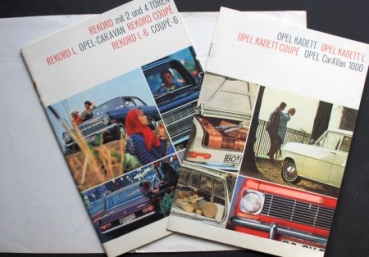 REKORD mit 2 und 4 TÜREN
REKORD L OPEL-CARAVAN REKORD COUPÉ
REKORD L-6 COUPÉ-6
OPEL KADETT OPEL KADETT L
OPEL KADETT COUPÉ OPEL CarAVan 1000